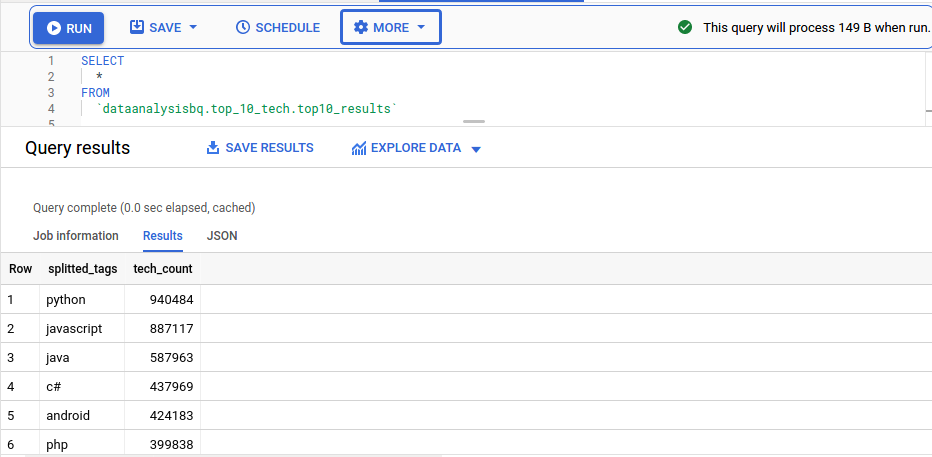 RUN SAVE SCHEDULE MORE This query will process 149 B when run.
1 SELECT
2 *
3 FROM
4 `dataanalysisbq.top_10_tech.top10_results`
5
Query results SAVE RESULTS EXPLORE DATA
Query complete (0.0 sec elapsed, cached)
Job information Results JSON
Row splitted_tags tech_count
1 python 940484
2 javascript 887117
3 java 587963
4 c# 437969
5 android 424183
6 php 399838